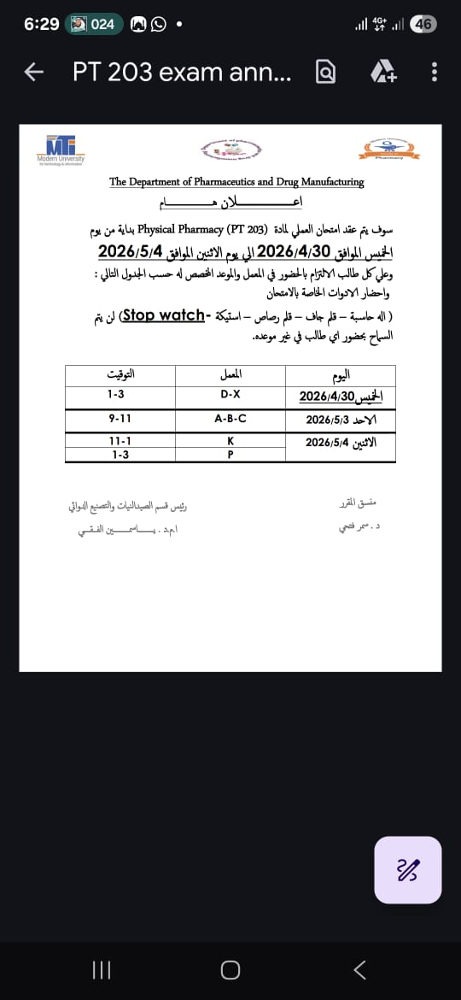 6:29
024
4G+
46
PT 203 exam ann...
MTI
Modern University
for technology & information
Pharmacy
The Department of Pharmaceutics and Drug Manufacturing
اعـــــــلان هـــــــام
سوف يتم عقد امتحان العملي لمادة Physical Pharmacy (PT 203) بداية من يوم
الخميس الموافق 2026/4/30 الي يوم الاثنين الموافق 2026/5/4
وعلي كل طالب الالتزام بالحضور في المعمل والموعد المخصص له حسب الجدول التالي :
واحضار الادوات الخاصة بالامتحان
( اله حاسبة – قلم جاف – قلم رصاص – استيكة -Stop watch) لن يتم
السماح بحضور اي طالب في غير موعده.
اليوم المعمل التوقيت
الخميس2026/4/30 D-X 1-3
الاحد 2026/5/3 A-B-C 9-11
الاثنين 2026/5/4 K 11-1
P 1-3
منسق المقرر رئيس قسم الصيدلانيات والتصنيع الدوائي
د. سمر فتحي ا.م.د. يـــاسمـــين الفـقـي